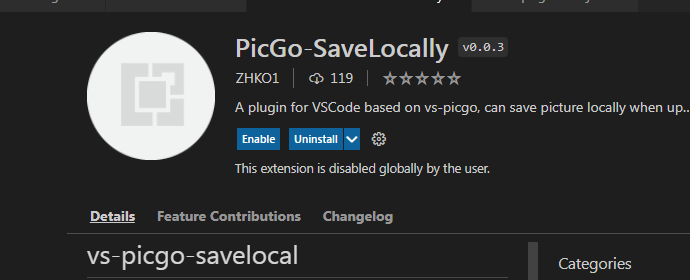 PicGo-SaveLocally v0.0.3
ZHKO1 119
A plugin for VSCode based on vs-picgo, can save picture locally when up...
Enable Uninstall
This extension is disabled globally by the user.
Details Feature Contributions Changelog
vs-picgo-savelocal
Categories